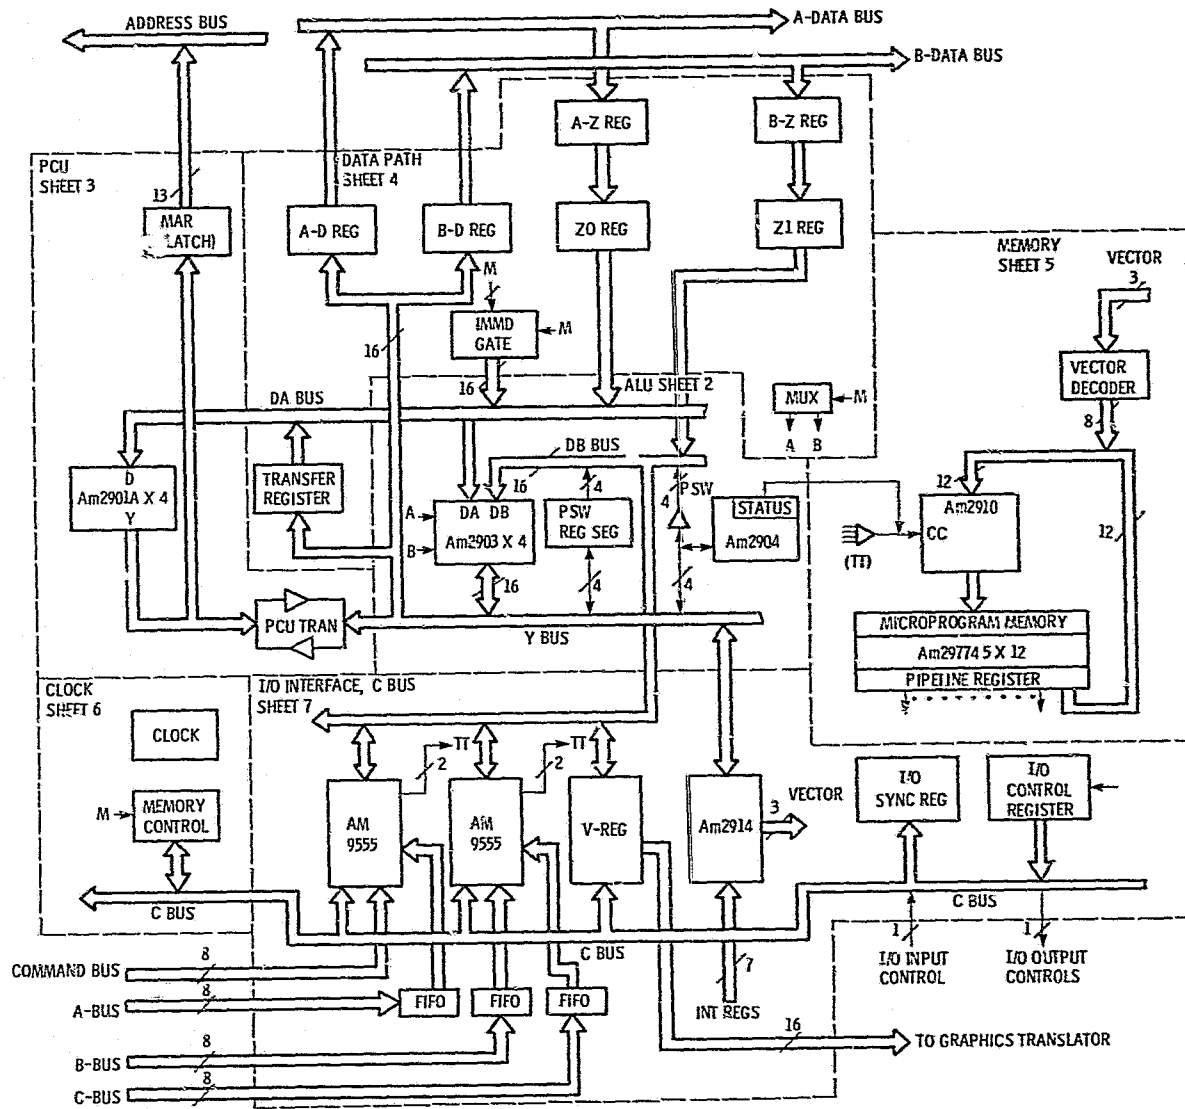 ADDRESS BUS
A-DATA BUS
B-DATA BUS
A-Z REG
B-Z REG
PCU
SHEET 3
DATA PATH
SHEET 4
13
MAR
LATCH)
A-D REG
B-D REG
Z0 REG
Z1 REG
MEMORY
SHEET 5
VECTOR
3
M
IMMD
GATE
M
16
16
ALU SHEET 2
VECTOR
DECODER
MUX
M
A B
8
DA BUS
DB BUS
16
D
Am2901A X 4
Y
TRANSFER
REGISTER
A
B
DA DB
Am2903 X 4
16
4
PSW
REG SEG
4
PSW
4
4
STATUS
Am2904
12
Am2910
CC
(TT)
12
PCU TRAN
Y BUS
MICROPROGRAM MEMORY
Am29774 5 X 12
PIPELINE REGISTER
CLOCK
SHEET 6
I/O INTERFACE, C BUS
SHEET 7
CLOCK
TT
2
TT
2
M
MEMORY
CONTROL
AM
9555
AM
9555
V-REG
Am2914
3
VECTOR
I/O
SYNC REG
I/O
CONTROL
REGISTER
C BUS
C BUS
C BUS
1
1
I/O INPUT
CONTROL
I/O OUTPUT
CONTROLS
COMMAND BUS
8
A-BUS
8
FIFO
FIFO
FIFO
7
INT REGS
16
TO GRAPHICS TRANSLATOR
B-BUS
8
C-BUS
8